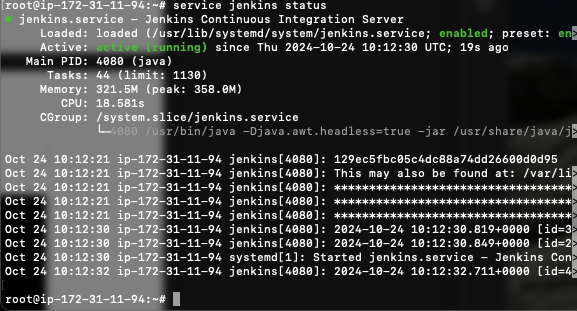 root@ip-172-31-11-94:~# service jenkins status
● jenkins.service – Jenkins Continuous Integration Server
Loaded: loaded (/usr/lib/systemd/system/jenkins.service; enabled; preset: en>
Active: active (running) since Thu 2024-10-24 10:12:30 UTC; 19s ago
Main PID: 4080 (java)
Tasks: 44 (limit: 1130)
Memory: 321.5M (peak: 358.0M)
CPU: 18.581s
CGroup: /system.slice/jenkins.service
└─4080 /usr/bin/java -Djava.awt.headless=true -jar /usr/share/java/j>
Oct 24 10:12:21 ip-172-31-11-94 jenkins[4080]: 129ec5fbc05c4dc88a74dd26600d0d95
Oct 24 10:12:21 ip-172-31-11-94 jenkins[4080]: This may also be found at: /var/li>
Oct 24 10:12:21 ip-172-31-11-94 jenkins[4080]: ***********************************>
Oct 24 10:12:21 ip-172-31-11-94 jenkins[4080]: ***********************************>
Oct 24 10:12:21 ip-172-31-11-94 jenkins[4080]: ***********************************>
Oct 24 10:12:30 ip-172-31-11-94 jenkins[4080]: 2024-10-24 10:12:30.819+0000 [id=3>
Oct 24 10:12:30 ip-172-31-11-94 jenkins[4080]: 2024-10-24 10:12:30.849+0000 [id=2>
Oct 24 10:12:30 ip-172-31-11-94 systemd[1]: Started jenkins.service – Jenkins Con>
Oct 24 10:12:32 ip-172-31-11-94 jenkins[4080]: 2024-10-24 10:12:32.711+0000 [id=4>
root@ip-172-31-11-94:~#